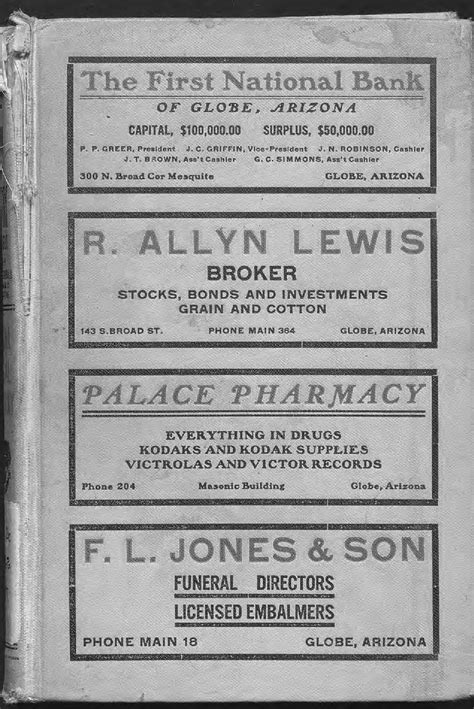 The First National Bank
OF GLOBE, ARIZONA
CAPITAL, $100,000.00 SURPLUS, $50,000.00
P. P. GREER, President J. C. GRIFFIN, Vice-President J. N. ROBINSON, Cashier
J. T. BROWN, Ass't Cashier G. C. SIMMONS, Ass't Cashier
300 N. Broad Cor Mesquite GLOBE, ARIZONA
R. ALLYN LEWIS
BROKER
STOCKS, BONDS AND INVESTMENTS
GRAIN AND COTTON
143 S. BROAD ST. PHONE MAIN 364 GLOBE, ARIZONA
PALACE PHARMACY
EVERYTHING IN DRUGS
KODAKS AND KODAK SUPPLIES
VICTROLAS AND VICTOR RECORDS
Phone 204 Masonic Building Globe, Arizona
F. L. JONES & SON
FUNERAL DIRECTORS
LICENSED EMBALMERS
PHONE MAIN 18 GLOBE, ARIZONA